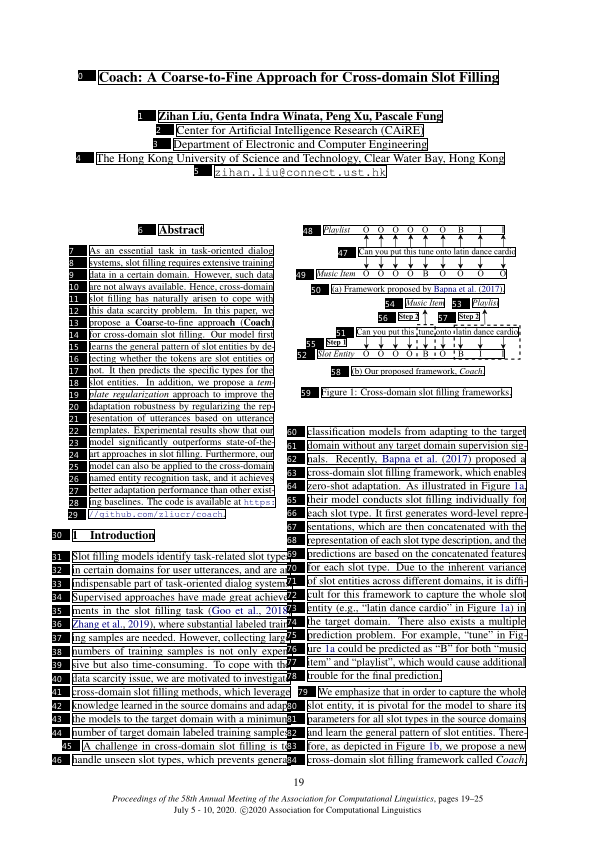 0 Coach: A Coarse-to-Fine Approach for Cross-domain Slot Filling
1 Zihan Liu, Genta Indra Winata, Peng Xu, Pascale Fung
2 Center for Artificial Intelligence Research (CAiRE)
3 Department of Electronic and Computer Engineering
4 The Hong Kong University of Science and Technology, Clear Water Bay, Hong Kong
5 zihan.liu@connect.ust.hk
6 Abstract
7 As an essential task in task-oriented dialog
8 systems, slot filling requires extensive training
9 data in a certain domain. However, such data
10 are not always available. Hence, cross-domain
11 slot filling has naturally arisen to cope with
12 this data scarcity problem. In this paper, we
13 propose a Coarse-to-fine approach (Coach)
14 for cross-domain slot filling. Our model first
15 learns the general pattern of slot entities by de-
16 tecting whether the tokens are slot entities or
17 not. It then predicts the specific types for the
18 slot entities. In addition, we propose a tem-
19 plate regularization approach to improve the
20 adaptation robustness by regularizing the rep-
21 resentation of utterances based on utterance
22 templates. Experimental results show that our
23 model significantly outperforms state-of-the-
24 art approaches in slot filling. Furthermore, our
25 model can also be applied to the cross-domain
26 named entity recognition task, and it achieves
27 better adaptation performance than other exist-
28 ing baselines. The code is available at https:
29 //github.com/zliucr/coach.
30 1 Introduction
31 Slot filling models identify task-related slot types
32 in certain domains for user utterances, and are an
33 indispensable part of task-oriented dialog systems.
34 Supervised approaches have made great achieve-
35 ments in the slot filling task (Goo et al., 2018;
36 Zhang et al., 2019), where substantial labeled train-
37 ing samples are needed. However, collecting large
38 numbers of training samples is not only expen-
39 sive but also time-consuming. To cope with the
40 data scarcity issue, we are motivated to investigate
41 cross-domain slot filling methods, which leverage
42 knowledge learned in the source domains and adapt
43 the models to the target domain with a minimum
44 number of target domain labeled training samples.
45 A challenge in cross-domain slot filling is to
46 handle unseen slot types, which prevents general
48 Playlist O O O O O O B I I
47 Can you put this tune onto latin dance cardio
49 Music Item O O O O B O O O O
50 (a) Framework proposed by Bapna et al. (2017).
54 Music Item 53 Playlist
56 Step 2 57 Step 2
51 Can you put this tune onto latin dance cardio
55 Step 1
52 Slot Entity O O O O B O B I I
58 (b) Our proposed framework, Coach.
59 Figure 1: Cross-domain slot filling frameworks.
60 classification models from adapting to the target
61 domain without any target domain supervision sig-
62 nals. Recently, Bapna et al. (2017) proposed a
63 cross-domain slot filling framework, which enables
64 zero-shot adaptation. As illustrated in Figure 1a,
65 their model conducts slot filling individually for
66 each slot type. It first generates word-level repre-
67 sentations, which are then concatenated with the
68 representation of each slot type description, and the
69 predictions are based on the concatenated features
70 for each slot type. Due to the inherent variance
71 of slot entities across different domains, it is diffi-
72 cult for this framework to capture the whole slot
73 entity (e.g., “latin dance cardio” in Figure 1a) in
74 the target domain. There also exists a multiple
75 prediction problem. For example, “tune” in Fig-
76 ure 1a could be predicted as “B” for both “music
77 item” and “playlist”, which would cause additional
78 trouble for the final prediction.
79 We emphasize that in order to capture the whole
80 slot entity, it is pivotal for the model to share its
81 parameters for all slot types in the source domains
82 and learn the general pattern of slot entities. There-
83 fore, as depicted in Figure 1b, we propose a new
84 cross-domain slot filling framework called Coach,
19
Proceedings of the 58th Annual Meeting of the Association for Computational Linguistics, pages 19–25
July 5 - 10, 2020. ©2020 Association for Computational Linguistics